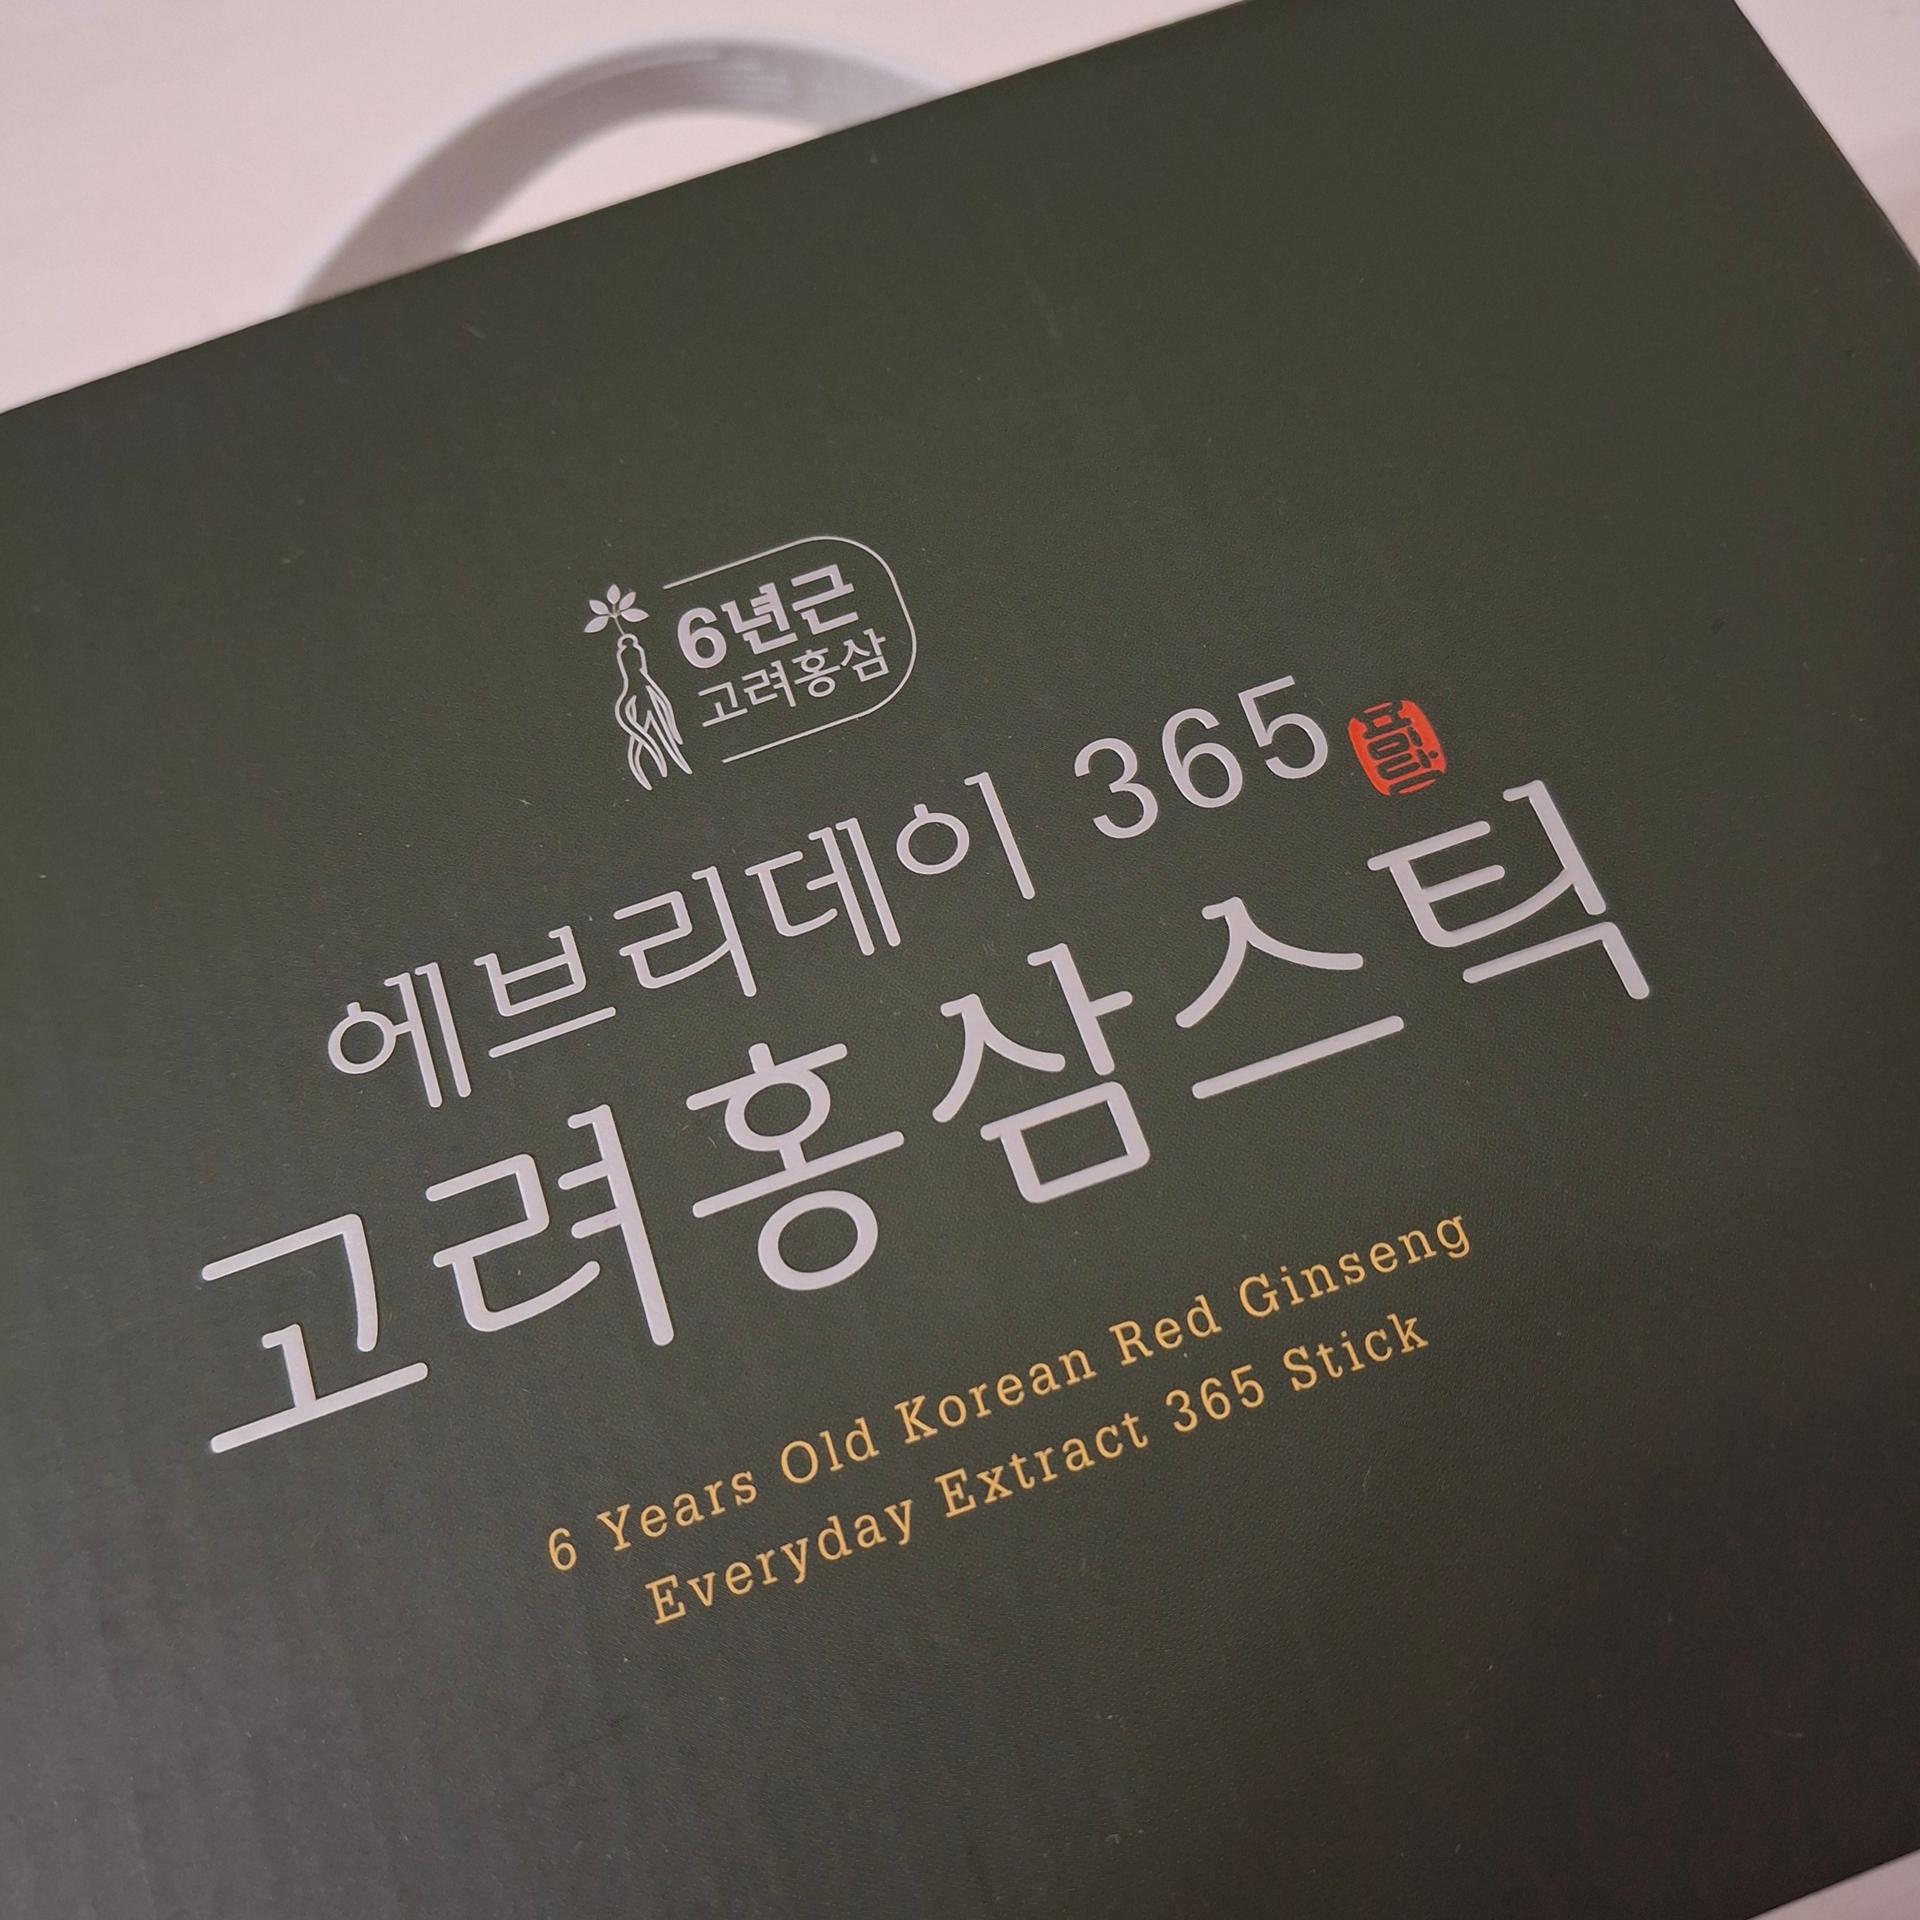 6년근
고려홍삼
에브리데이 365
고려홍삼스틱
6 Years Old Korean Red Ginseng
Everyday Extract 365 Stick